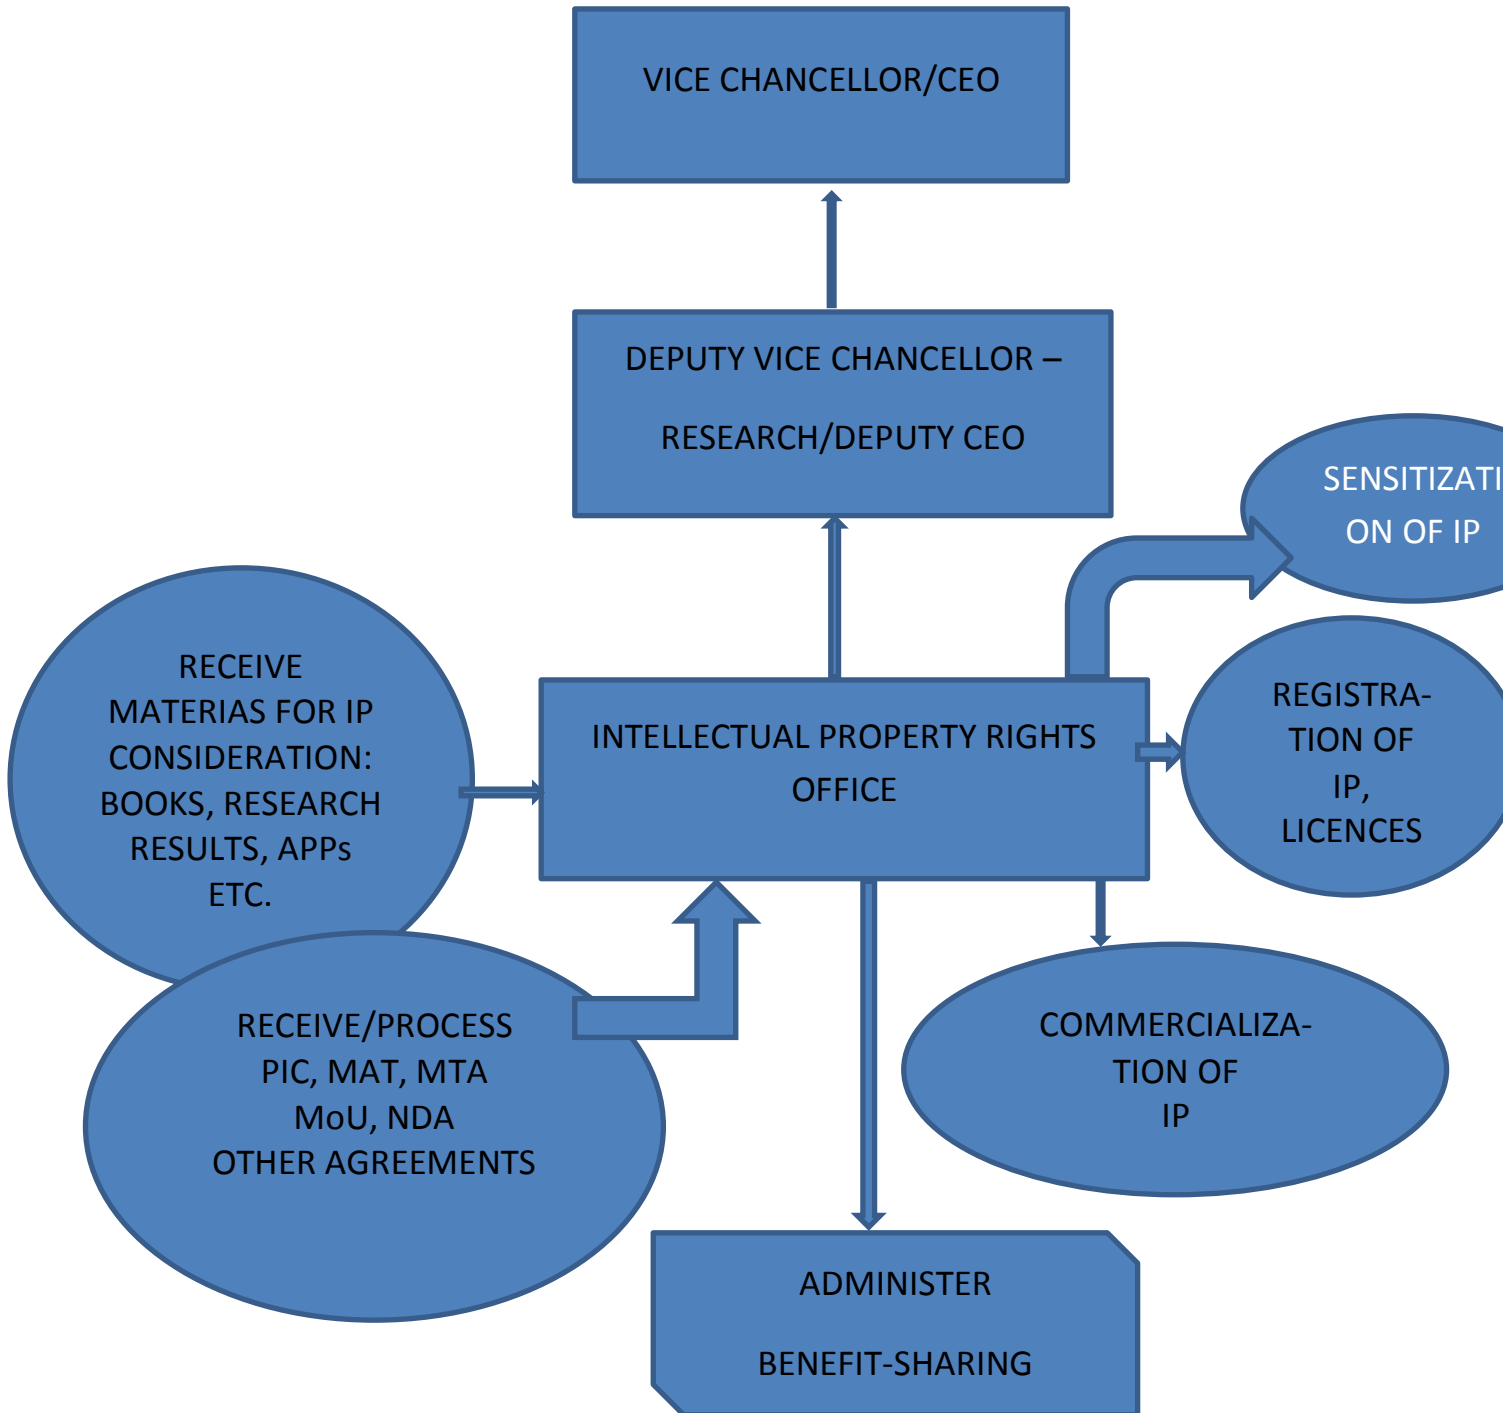 VICE CHANCELLOR/CEO
DEPUTY VICE CHANCELLOR –
RESEARCH/DEPUTY CEO
SENSITIZATI
ON OF IP
RECEIVE
MATERIAS FOR IP
CONSIDERATION:
BOOKS, RESEARCH
RESULTS, APPs
ETC.
INTELLECTUAL PROPERTY RIGHTS
OFFICE
REGISTRA-
TION OF
IP,
LICENCES
RECEIVE/PROCESS
PIC, MAT, MTA
MoU, NDA
OTHER AGREEMENTS
COMMERCIALIZA-
TION OF
IP
ADMINISTER
BENEFIT-SHARING